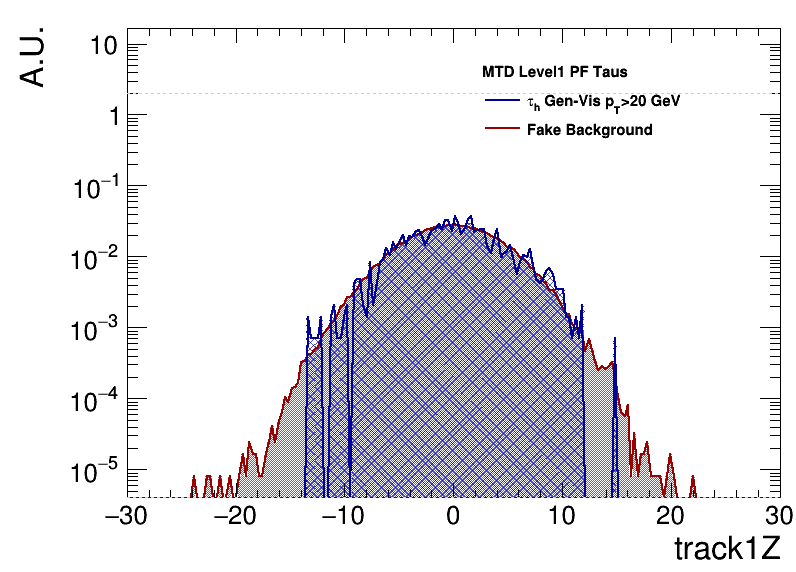 A.U.
10
1
10⁻¹
10⁻²
10⁻³
10⁻⁴
10⁻⁵
MTD Level1 PF Taus
τh Gen-Vis pT>20 GeV
Fake Background
−30 −20 −10 0 10 20 30
track1Z